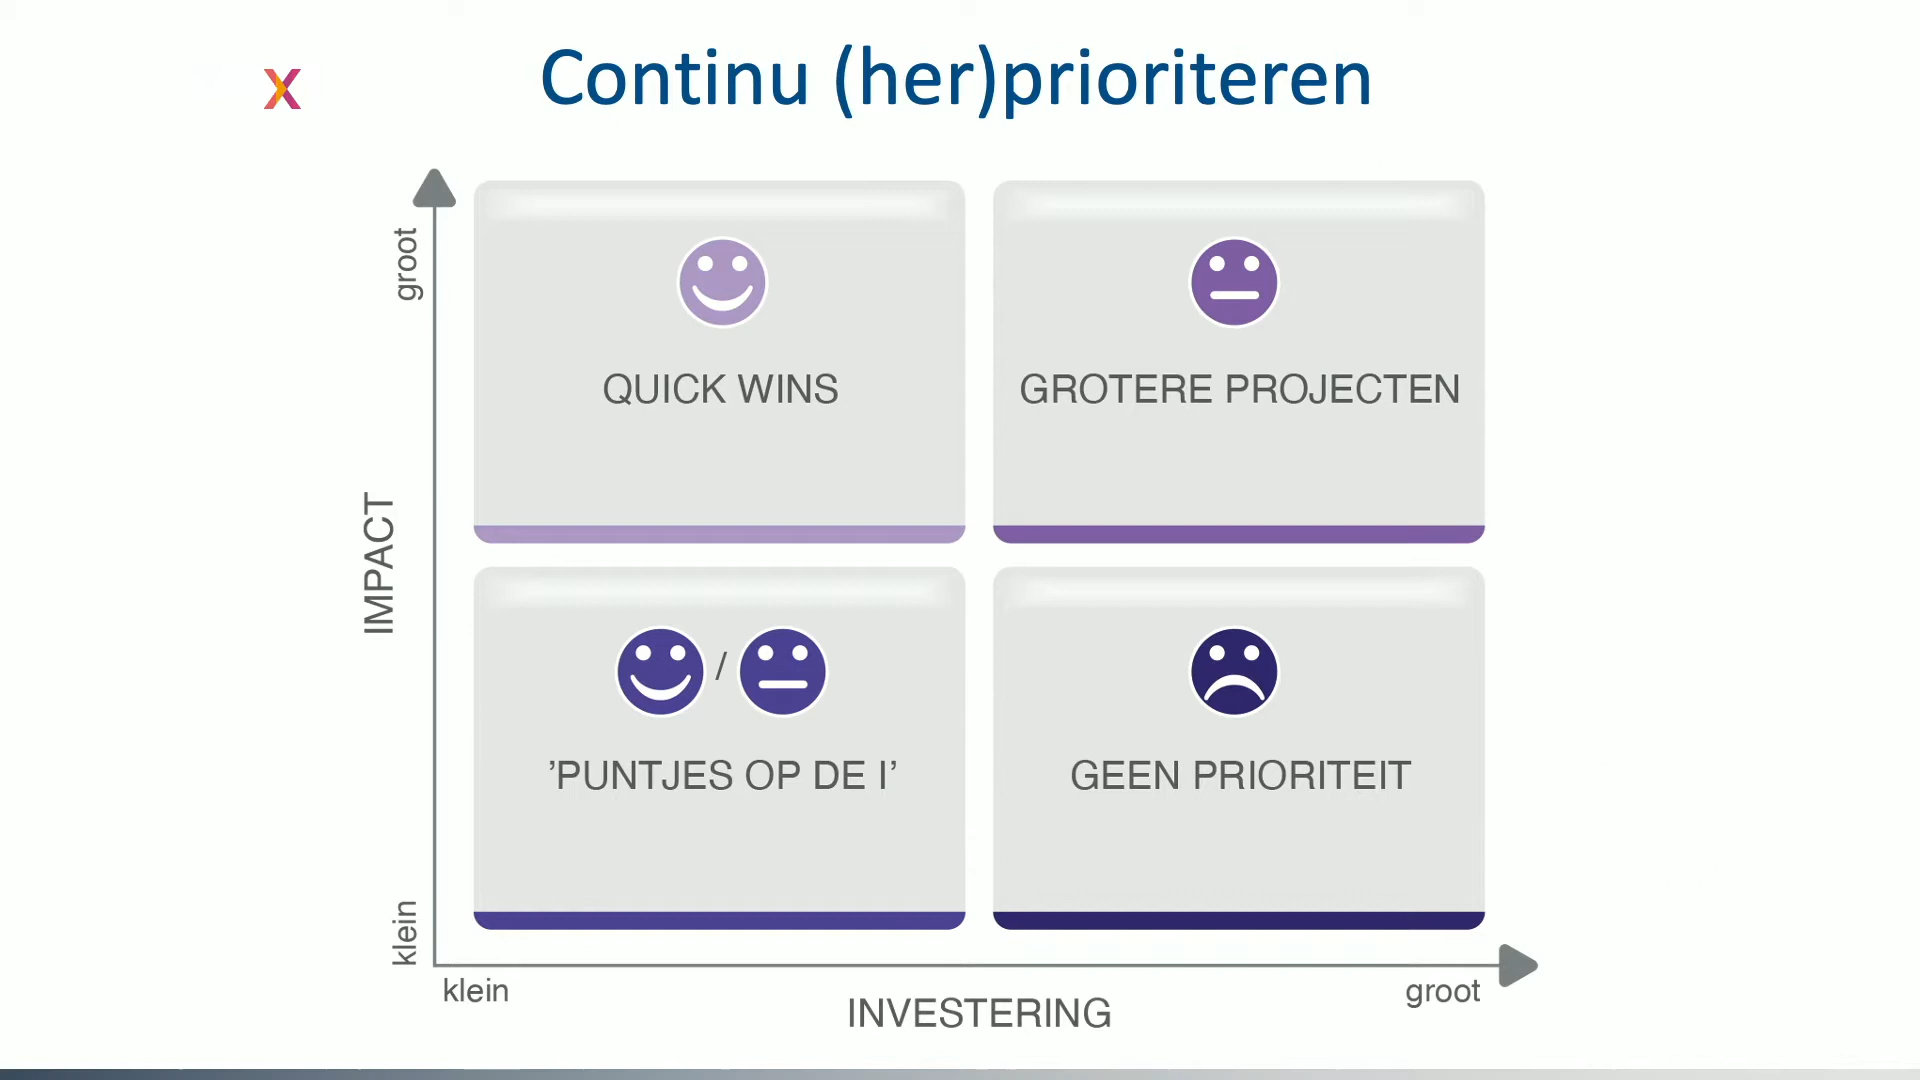 Continu (her)prioriteren
groot
QUICK WINS
GROTERE PROJECTEN
IMPACT
/
’PUNTJES OP DE I’
GEEN PRIORITEIT
klein
klein
groot
INVESTERING